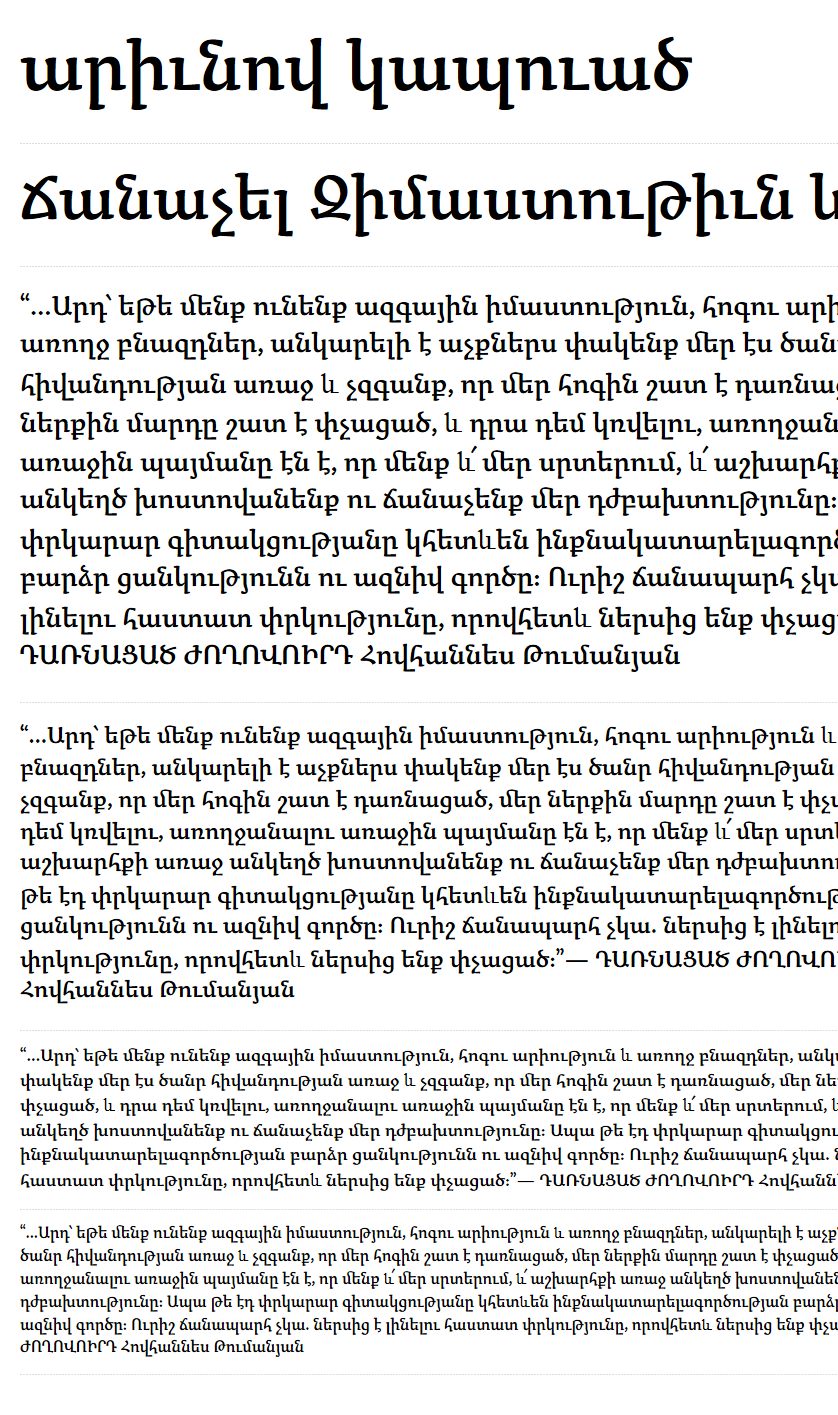 արիւնով կապուած
Ճանաչել Զիմաստութիւն և
“…Արդ՝ եթե մենք ունենք ազգային իմաստություն, հոգու արի
առողջ բնազդներ, անկարելի է աչքներս փակենք մեր էս ծան
հիվանդության առաջ և չզգանք, որ մեր հոգին շատ է դառնաց
ներքին մարդը շատ է փչացած, և դրա դեմ կռվելու, առողջան
առաջին պայմանը էն է, որ մենք և՛ մեր սրտերում, և՛ աշխարհք
անկեղծ խոստովանենք ու ճանաչենք մեր դժբախտությունը։
փրկարար գիտակցությանը կհետևեն ինքնակատարելագործ
բարձր ցանկությունն ու ազնիվ գործը։ Ուրիշ ճանապարհ չկա
լինելու հաստատ փրկությունը, որովհետև ներսից ենք փչաց
ԴԱՌՆԱՑԱԾ ԺՈՂՈՎՈՒՐԴ Հովհաննես Թումանյան
“…Արդ՝ եթե մենք ունենք ազգային իմաստություն, հոգու արիություն և
բնազդներ, անկարելի է աչքներս փակենք մեր էս ծանր հիվանդության
չզգանք, որ մեր հոգին շատ է դառնացած, մեր ներքին մարդը շատ է փչա
դեմ կռվելու, առողջանալու առաջին պայմանը էն է, որ մենք և՛ մեր սրտե
աշխարհքի առաջ անկեղծ խոստովանենք ու ճանաչենք մեր դժբախտու
թե էդ փրկարար գիտակցությանը կհետևեն ինքնակատարելագործութ
ցանկությունն ու ազնիվ գործը։ Ուրիշ ճանապարհ չկա. ներսից է լինելո
փրկությունը, որովհետև ներսից ենք փչացած։”— ԴԱՌՆԱՑԱԾ ԺՈՂՈՎՈ
Հովհաննես Թումանյան
“…Արդ՝ եթե մենք ունենք ազգային իմաստություն, հոգու արիություն և առողջ բնազդներ, անկա
փակենք մեր էս ծանր հիվանդության առաջ և չզգանք, որ մեր հոգին շատ է դառնացած, մեր նե
փչացած, և դրա դեմ կռվելու, առողջանալու առաջին պայմանը էն է, որ մենք և՛ մեր սրտերում, և
անկեղծ խոստովանենք ու ճանաչենք մեր դժբախտությունը։ Ապա թե էդ փրկարար գիտակցու
ինքնակատարելագործության բարձր ցանկությունն ու ազնիվ գործը։ Ուրիշ ճանապարհ չկա. ն
հաստատ փրկությունը, որովհետև ներսից ենք փչացած։”— ԴԱՌՆԱՑԱԾ ԺՈՂՈՎՈՒՐԴ Հովհանն
“…Արդ՝ եթե մենք ունենք ազգային իմաստություն, հոգու արիություն և առողջ բնազդներ, անկարելի է աչք
ծանր հիվանդության առաջ և չզգանք, որ մեր հոգին շատ է դառնացած, մեր ներքին մարդը շատ է փչացած
առողջանալու առաջին պայմանը էն է, որ մենք և՛ մեր սրտերում, և՛ աշխարհքի առաջ անկեղծ խոստովանեն
դժբախտությունը։ Ապա թե էդ փրկարար գիտակցությանը կհետևեն ինքնակատարելագործության բարձր
ազնիվ գործը։ Ուրիշ ճանապարհ չկա. ներսից է լինելու հաստատ փրկությունը, որովհետև ներսից ենք փչա
ԺՈՂՈՎՈՒՐԴ Հովհաննես Թումանյան